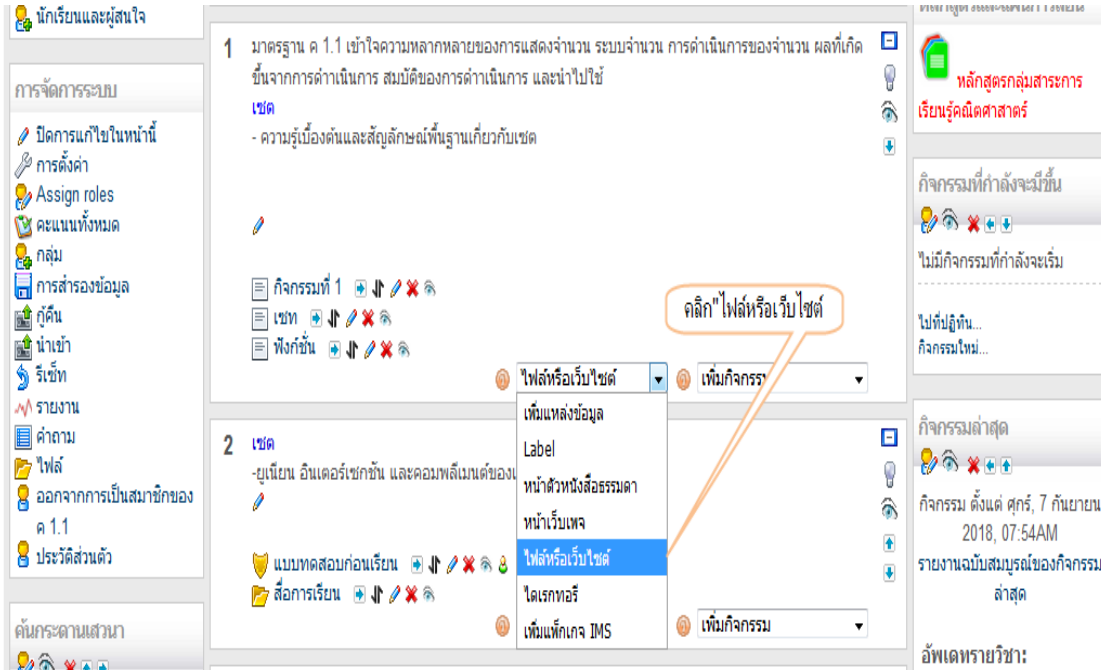 นักเรียนและผู้สนใจ
การจัดการระบบ
ปิดการแก้ไขในหน้านี้
การตั้งค่า
Assign roles
คะแนนทั้งหมด
กลุ่ม
การสำรองข้อมูล
กู้คืน
นำเข้า
รีเซ็ท
รายงาน
คำถาม
ไฟล์
ออกจากการเป็นสมาชิกของ
ค 1.1
ประวัติส่วนตัว
ค้นกระดานเสวนา
1 มาตรฐาน ค 1.1 เข้าใจความหลากหลายของการแสดงจำนวน ระบบจำนวน การดำเนินการของจำนวน ผลที่เกิด
ขึ้นจากการดำาเนินการ สมบัติของการดำาเนินการ และนำไปใช้
เซต
- ความรู้เบื้องต้นและสัญลักษณ์พื้นฐานเกี่ยวกับเซต
กิจกรรมที่ 1
เซท
ฟังก์ชั่น
คลิก"ไฟล์หรือเว็บไซต์
ไฟล์หรือเว็บไซต์
เพิ่มกิจกรรม
เพิ่มแหล่งข้อมูล
Label
หน้าตัวหนังสือธรรมดา
หน้าเว็บเพจ
ไฟล์หรือเว็บไซต์
ไดเรกทอรี
เพิ่มแพ็กเกจ IMS
2 เซต
-ยูเนียน อินเตอร์เซกชัน และคอมพลีเมนต์ของ
แบบทดสอบก่อนเรียน
สื่อการเรียน
เพิ่มกิจกรรม
หลักสูตรกลุ่มสาระการ
เรียนรู้คณิตศาสตร์
กิจกรรมที่กำลังจะมีขึ้น
ไม่มีกิจกรรมที่กำลังจะเริ่ม
ไปที่ปฏิทิน...
กิจกรรมใหม่...
กิจกรรมล่าสุด
กิจกรรม ตั้งแต่ ศุกร์, 7 กันยายน
2018, 07:54AM
รายงานฉบับสมบูรณ์ของกิจกรรม
ล่าสุด
อัพเดทรายวิชา: